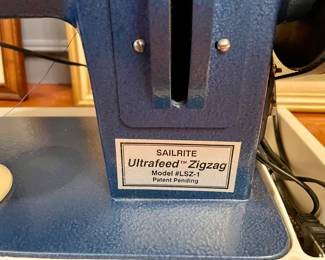 SAILRITE
Ultrafeed™ Zigzag
Model #LSZ-1
Patent Pending